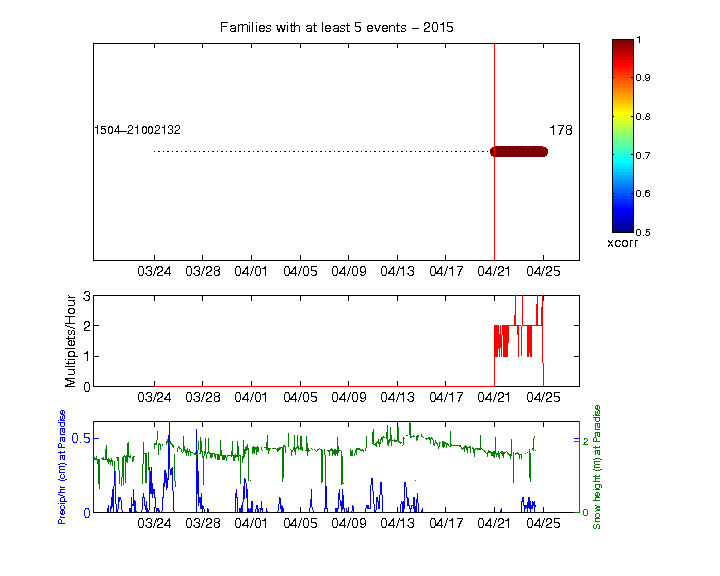 Families with at least 5 events − 2015
1504−21002132
178
03/24 03/28 04/01 04/05 04/09 04/13 04/17 04/21 04/25
1
0.9
0.8
0.7
0.6
0.5
xcorr
Multiplets/Hour
3
2
1
0
03/24 03/28 04/01 04/05 04/09 04/13 04/17 04/21 04/25
Precip/hr (cm) at Paradise
0.5
0
03/24 03/28 04/01 04/05 04/09 04/13 04/17 04/21 04/25
2
0
Snow height (m) at Paradise